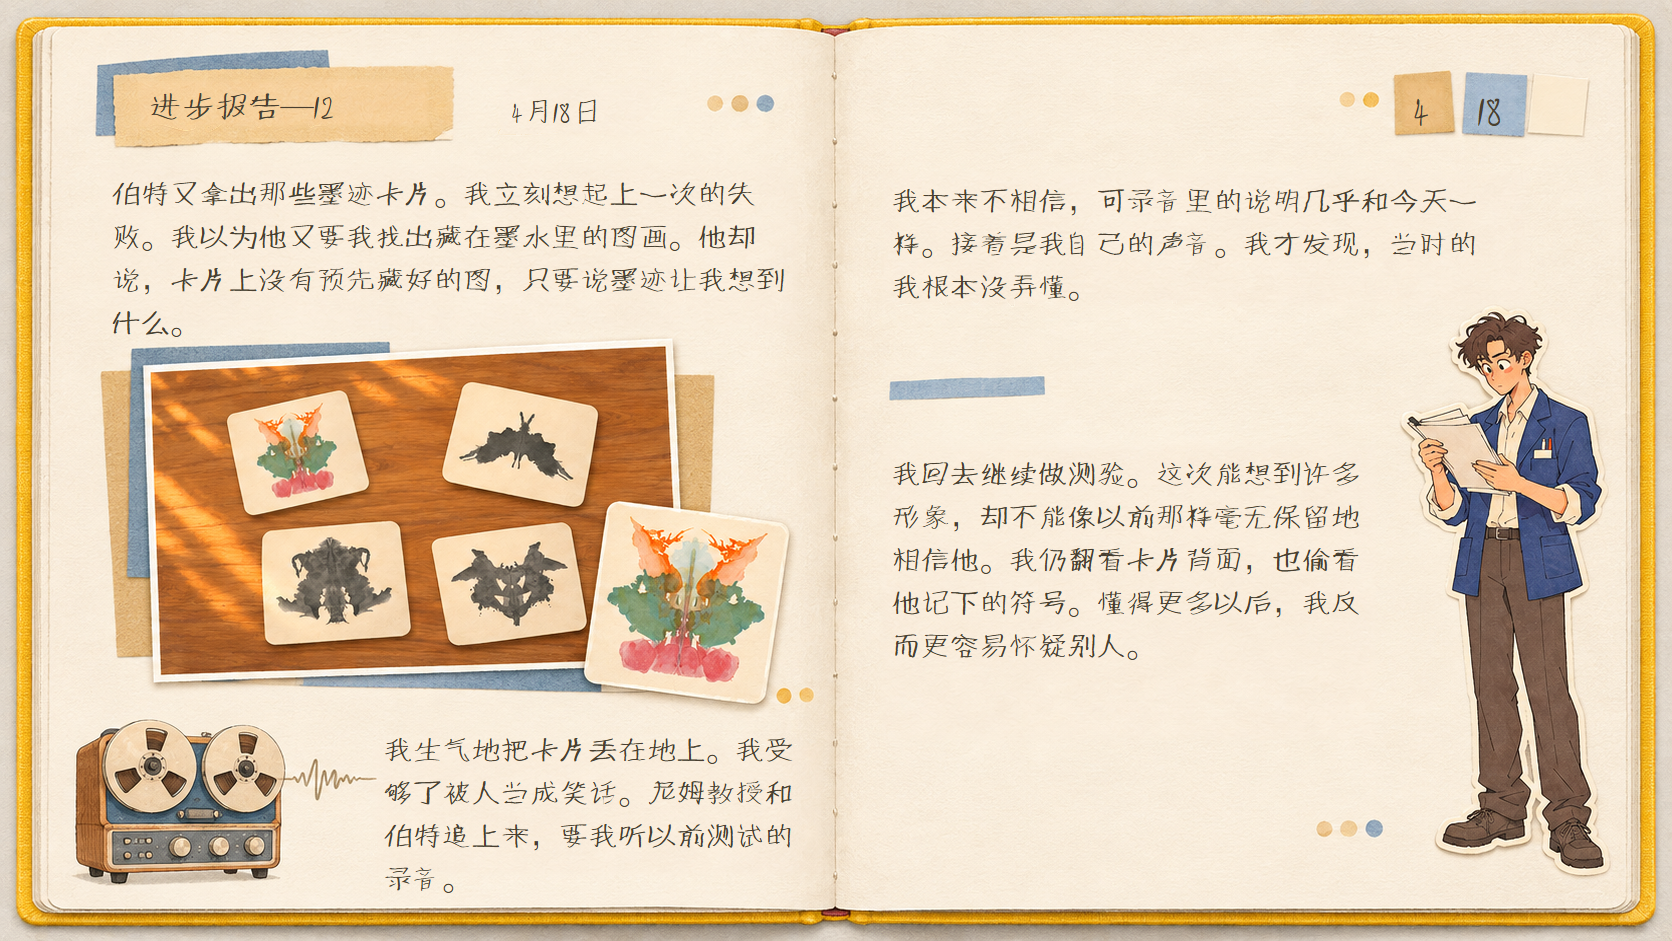 进步报告——12
4月18日
伯特又拿出那些墨迹卡片。我立刻想起上一次的失
败。我以为他又要我找出藏在墨水里的图画。他却
说，卡片上没有预先藏好的图，只要说墨迹让我想到
什么。
我生气地把卡片丢在地上。我受
够了被人当成笑话。尼姆教授和
伯特追上来，要我听以前测试的
录音。
4
18
我本来不相信，可录音里的说明几乎和今天一
样。接着是我自己的声音。我才发现，当时的
我根本没弄懂。
我回去继续做测验。这次能想到许多
形象，却不能像以前那样毫无保留地
相信他。我仍翻看卡片背面，也偷看
他记下的符号。懂得更多以后，我反
而更容易怀疑别人。